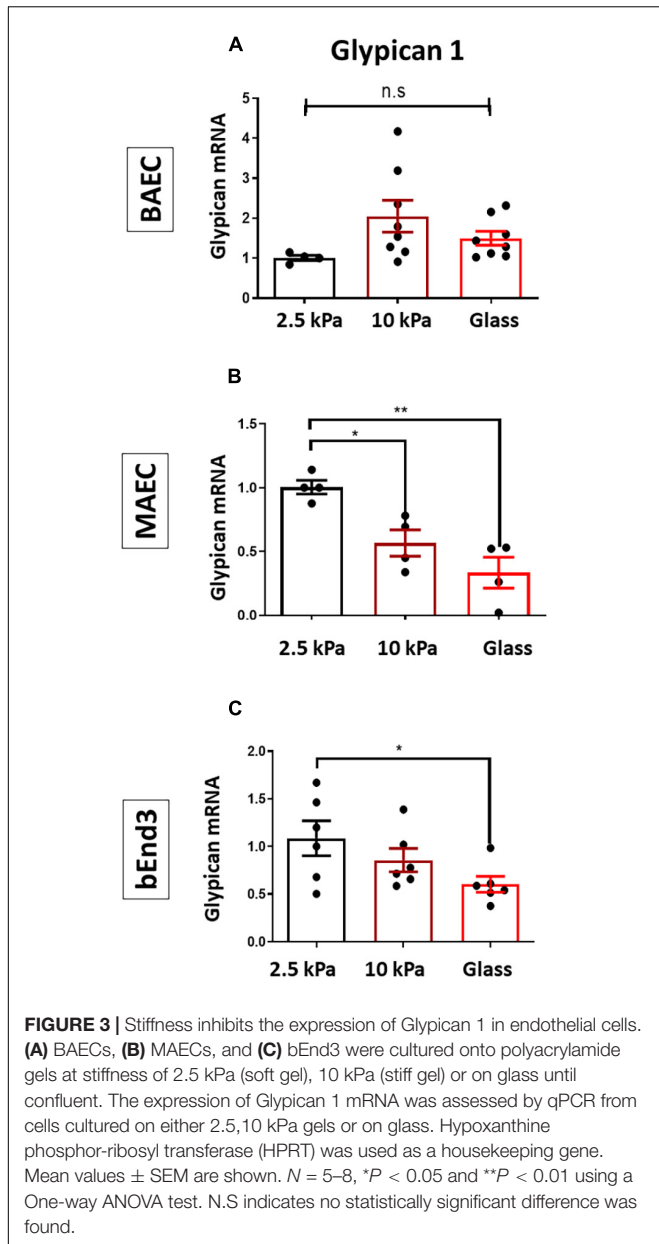 A
Glypican 1
BAEC
Glypican mRNA
n.s
5
4
3
2
1
0
2.5 kPa 10 kPa Glass
B
MAEC
Glypican mRNA
**
*
1.5
1.0
0.5
0.0
2.5 kPa 10 kPa Glass
C
bEnd3
Glypican mRNA
*
2.0
1.5
1.0
0.5
0.0
2.5 kPa 10 kPa Glass
FIGURE 3 | Stiffness inhibits the expression of Glypican 1 in endothelial cells.
(A) BAECs, (B) MAECs, and (C) bEnd3 were cultured onto polyacrylamide
gels at stiffness of 2.5 kPa (soft gel), 10 kPa (stiff gel) or on glass until
confluent. The expression of Glypican 1 mRNA was assessed by qPCR from
cells cultured on either 2.5,10 kPa gels or on glass. Hypoxanthine
phosphor-ribosyl transferase (HPRT) was used as a housekeeping gene.
Mean values ± SEM are shown. N = 5–8, *P < 0.05 and **P < 0.01 using a
One-way ANOVA test. N.S indicates no statistically significant difference was
found.